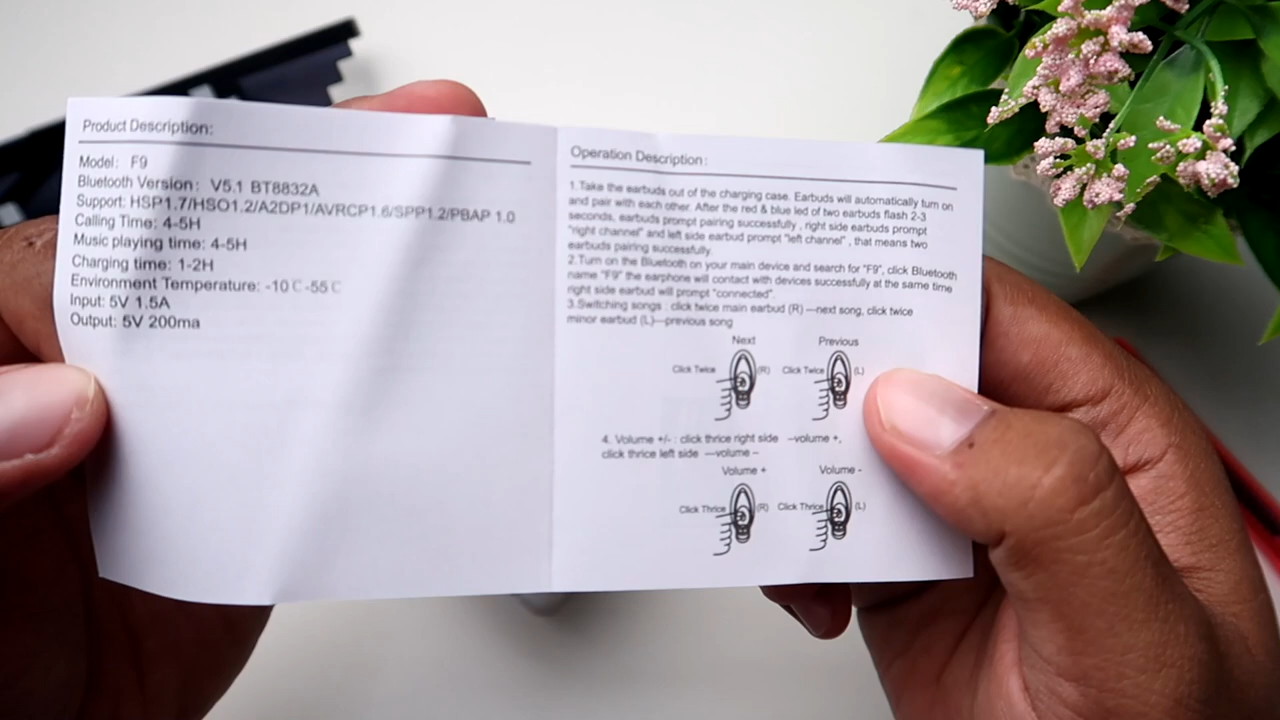 Product Description:
Model: F9
Bluetooth Version: V5.1 BT8832A
Support: HSP1.7/HSO1.2/A2DP1/AVRCP1.6/SPP1.2/PBAP 1.0
Calling Time: 4-5H
Music playing time: 4-5H
Charging time: 1-2H
Environment Temperature: -10℃-55℃
Input: 5V 1.5A
Output: 5V 200ma
Operation Description:
1.Take the earbuds out of the charging case. Earbuds will automatically turn on
and pair with each other. After the red & blue led of two earbuds flash 2-3
seconds, earbuds prompt pairing successfully , right side earbuds prompt
"right channel" and left side earbud prompt "left channel" , that means two
earbuds pairing successfully.
2.Turn on the Bluetooth on your main device and search for "F9", click Bluetooth
name "F9" the earphone will contact with devices successfully at the same time
right side earbud will prompt "connected".
3.Switching songs : click twice main earbud (R) —next song, click twice
minor earbud (L)—previous song
Next Previous
Click Twice (R) Click Twice (L)
4. Volume +/- : click thrice right side –volume +,
click thrice left side —volume –
Volume + Volume -
Click Thrice (R) Click Thrice (L)